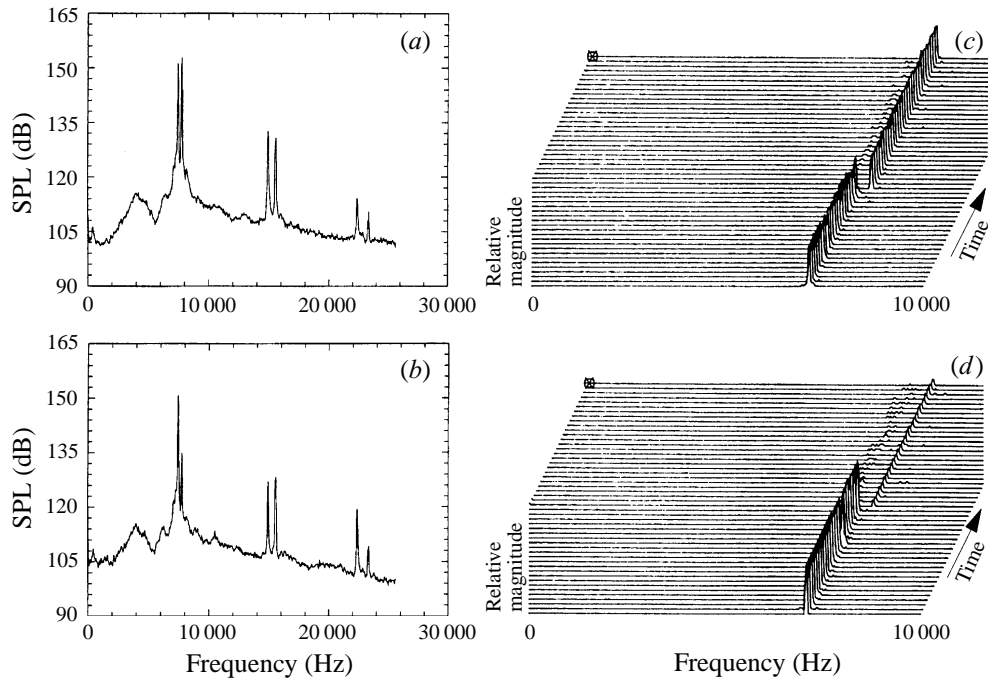 165
150
135
120
105
90
SPL (dB)
(a)
0
10 000
20 000
30 000
(c)
Relative
magnitude
Time
0
10 000
165
150
135
120
105
90
SPL (dB)
(b)
0
10 000
20 000
30 000
Frequency (Hz)
(d)
Relative
magnitude
Time
0
10 000
Frequency (Hz)